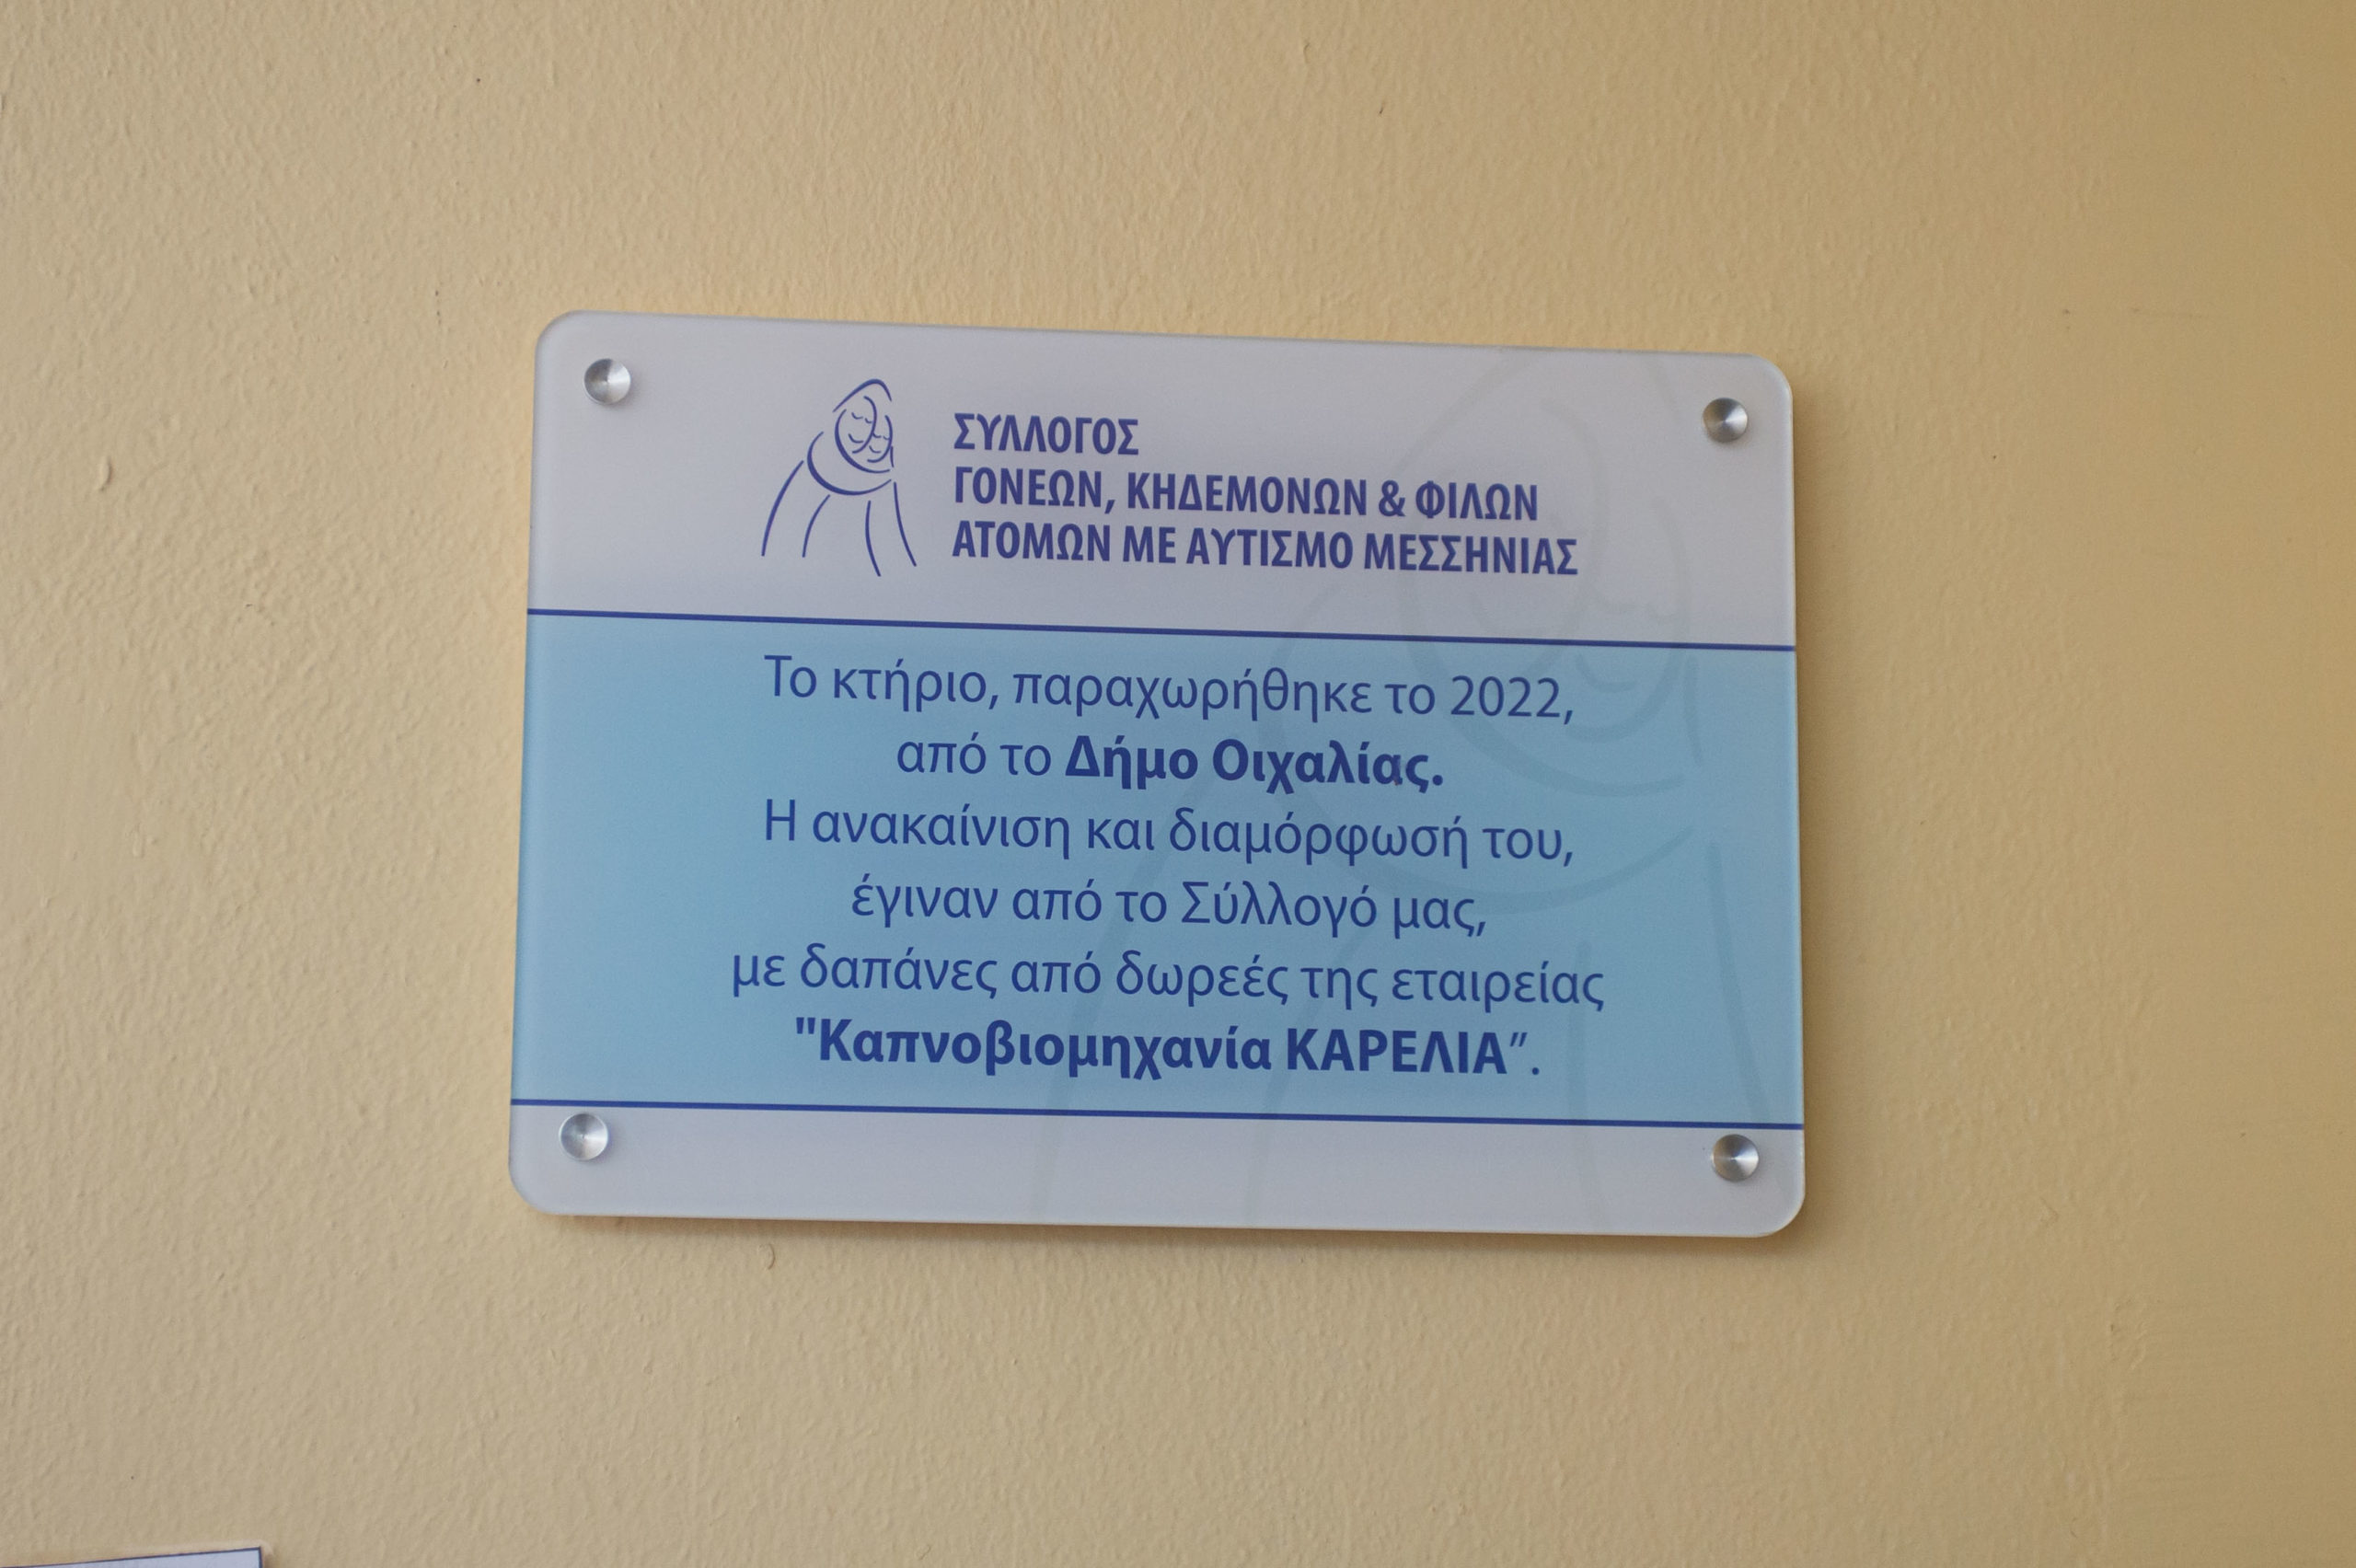 ΣΥΛΛΟΓΟΣ
ΓΟΝΕΩΝ, ΚΗΔΕΜΟΝΩΝ & ΦΙΛΩΝ
ΑΤΟΜΩΝ ΜΕ ΑΥΤΙΣΜΟ ΜΕΣΣΗΝΙΑΣ
Το κτήριο, παραχωρήθηκε το 2022,
από το Δήμο Οιχαλίας.
Η ανακαίνιση και διαμόρφωσή του,
έγιναν από το Σύλλογό μας,
με δαπάνες από δωρεές της εταιρείας
"Καπνοβιομηχανία ΚΑΡΕΛΙΑ”.